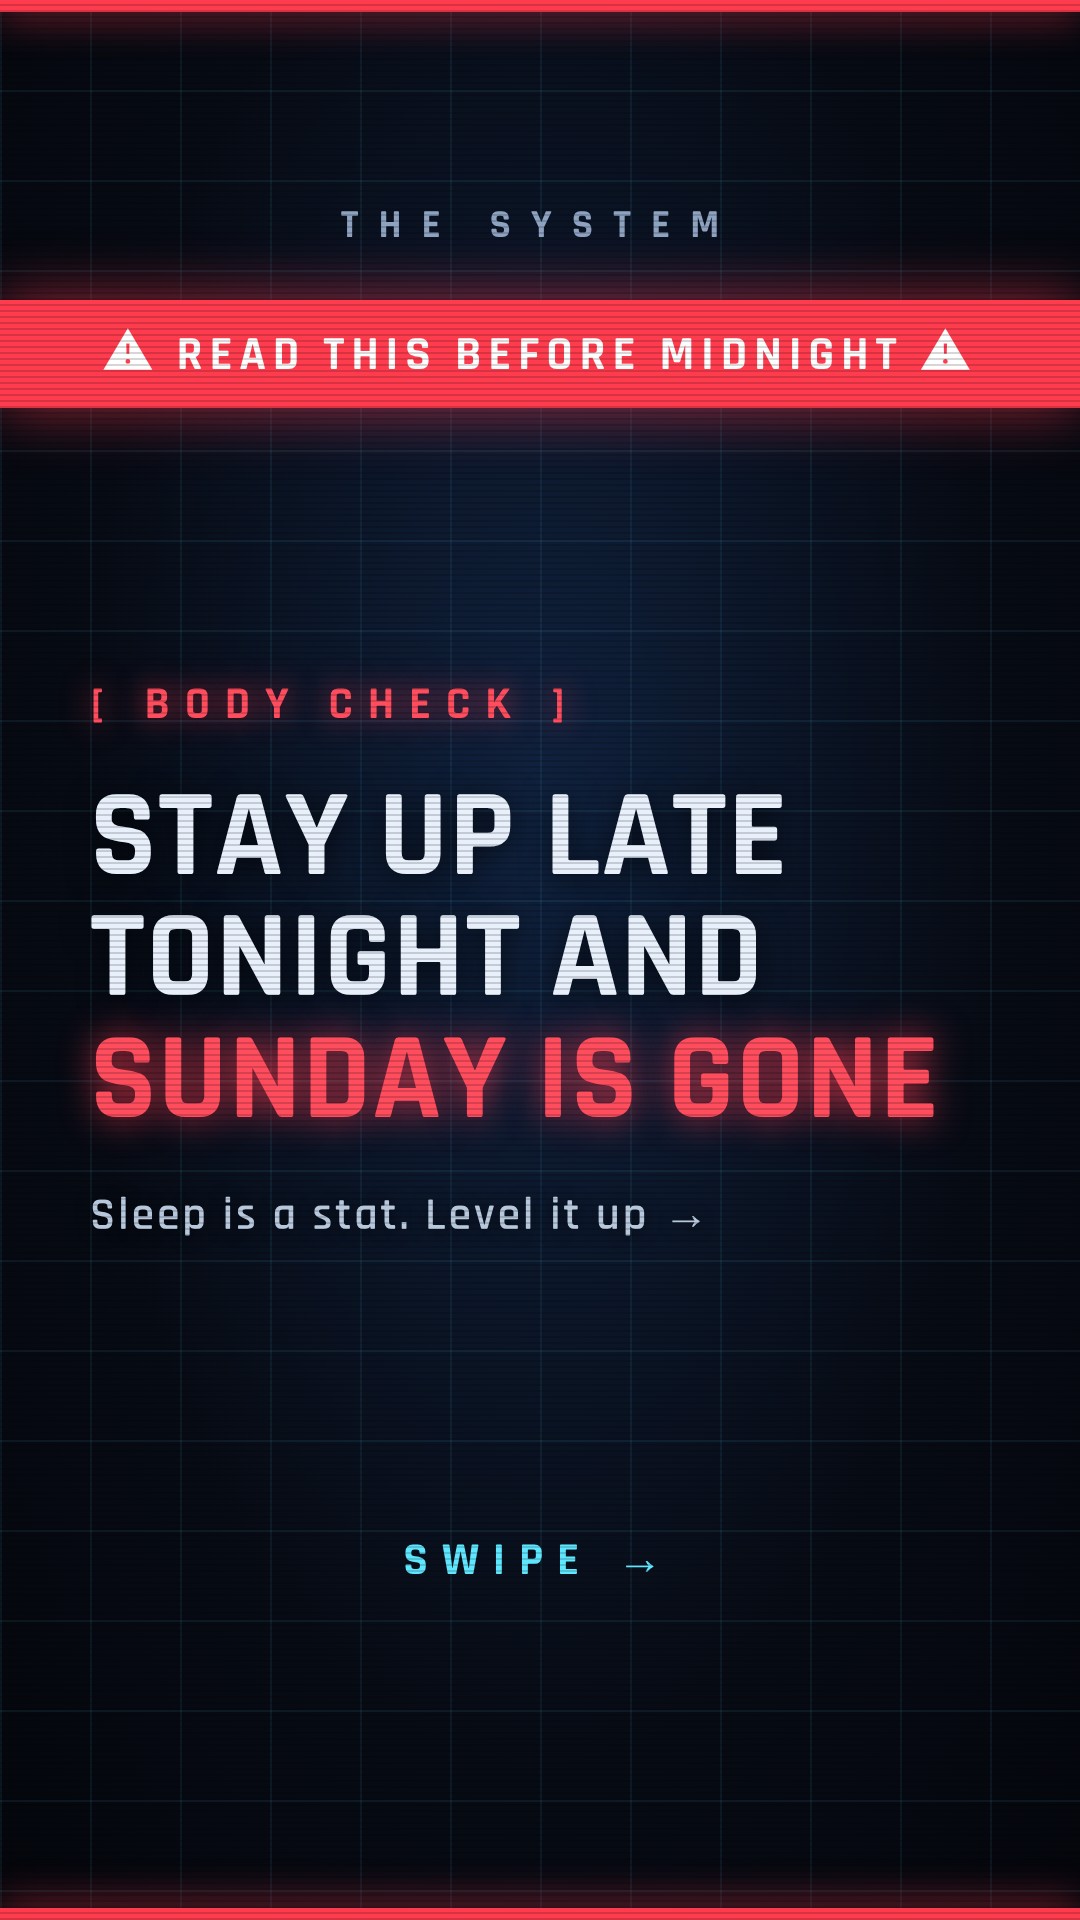 THE SYSTEM
⚠ READ THIS BEFORE MIDNIGHT ⚠
[ BODY CHECK ]
STAY UP LATE
TONIGHT AND
SUNDAY IS GONE
Sleep is a stat. Level it up →
SWIPE →